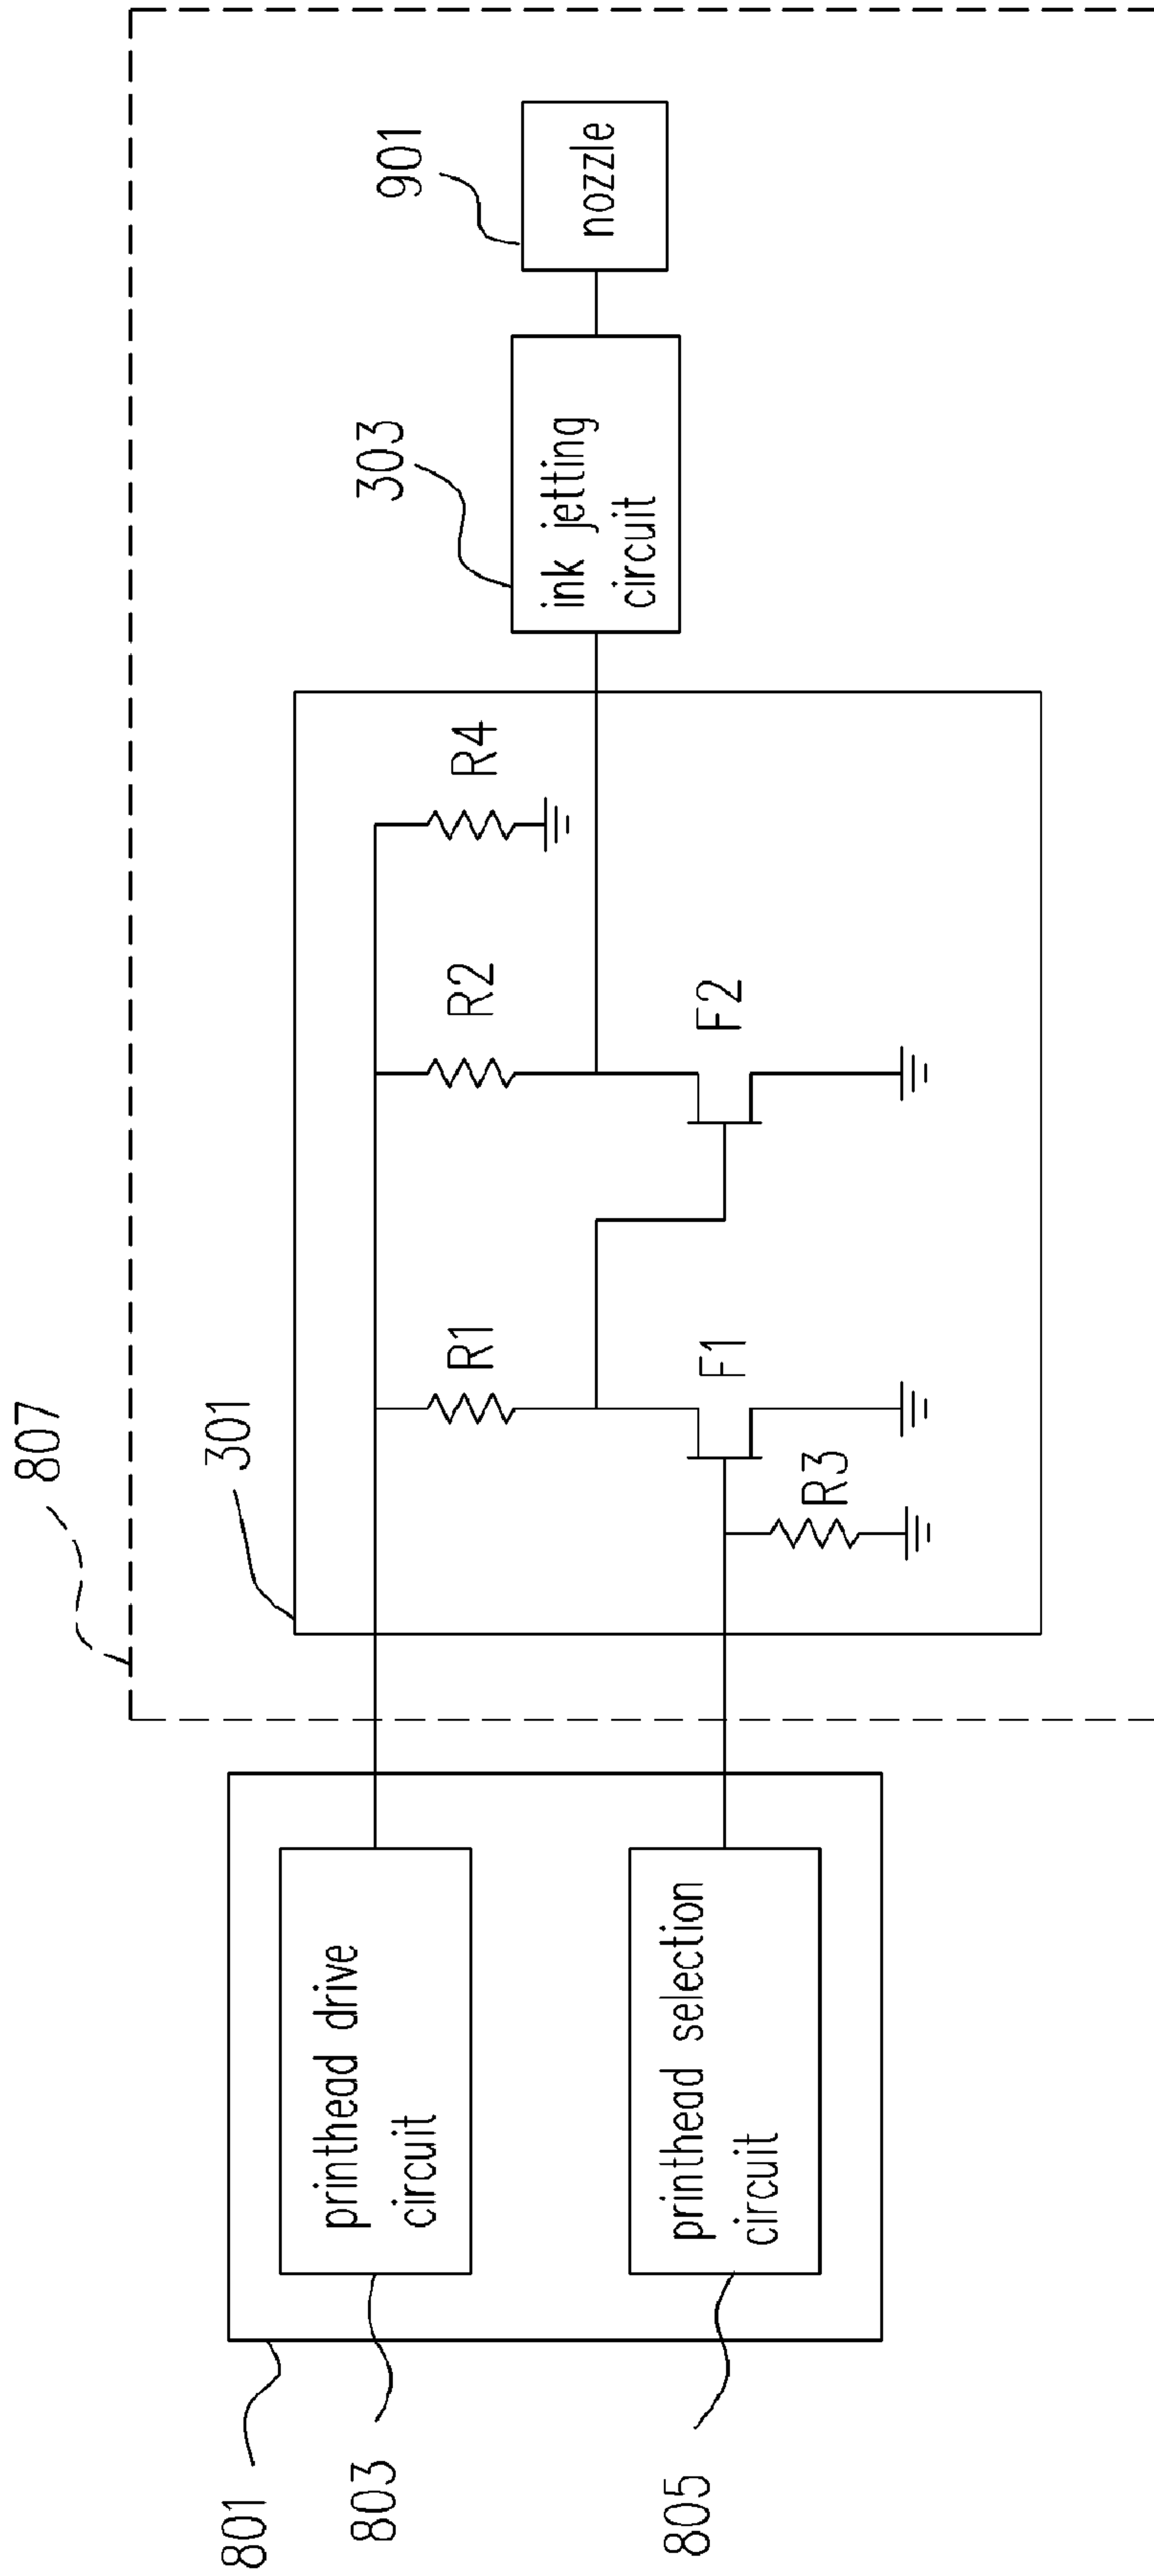 807
301
R1
R2
R4
F1
F2
R3
303
ink jetting
circuit
901
nozzle
801
803
printhead drive
circuit
805
printhead selection
circuit